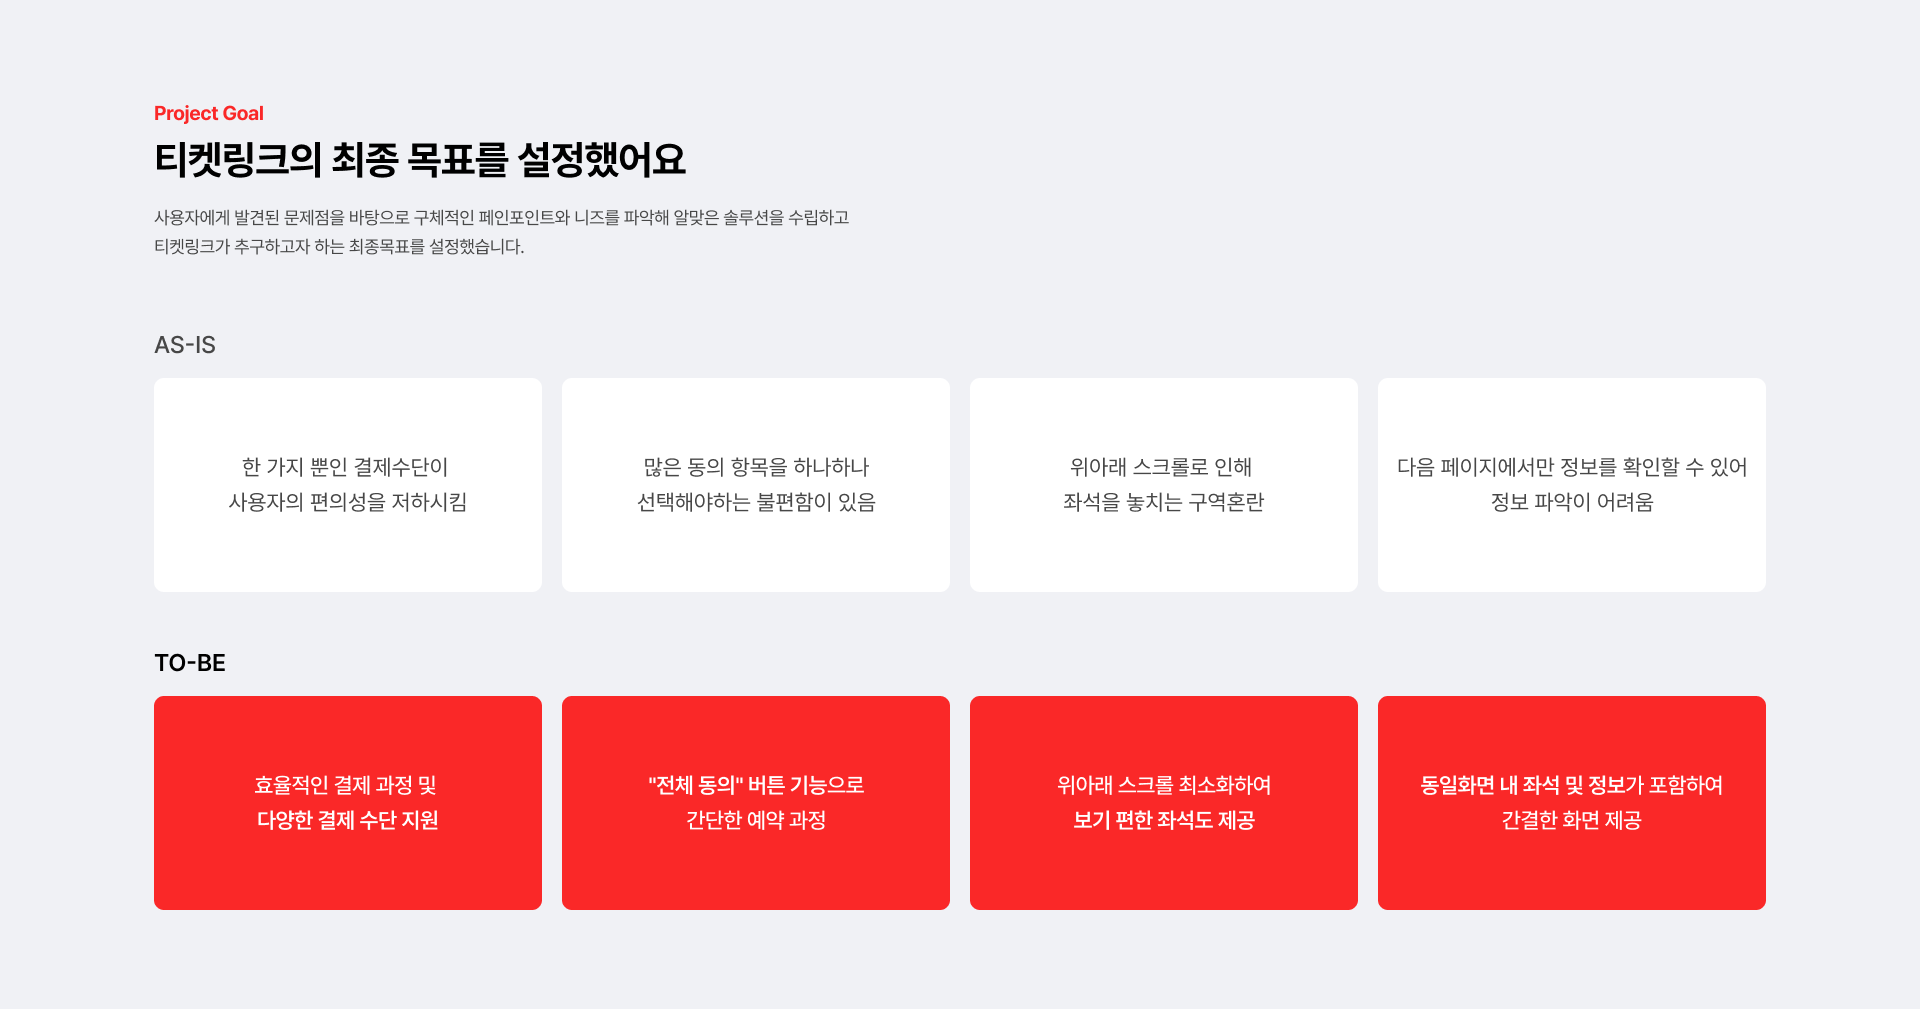 Project Goal
티켓링크의 최종 목표를 설정했어요
사용자에게 발견된 문제점을 바탕으로 구체적인 페인포인트와 니즈를 파악해 알맞은 솔루션을 수립하고
티켓링크가 추구하고자 하는 최종목표를 설정했습니다.
AS-IS
한 가지 뿐인 결제수단이
사용자의 편의성을 저하시킴
많은 동의 항목을 하나하나
선택해야하는 불편함이 있음
위아래 스크롤로 인해
좌석을 놓치는 구역혼란
다음 페이지에서만 정보를 확인할 수 있어
정보 파악이 어려움
TO-BE
효율적인 결제 과정 및
다양한 결제 수단 지원
"전체 동의" 버튼 기능으로
간단한 예약 과정
위아래 스크롤 최소화하여
보기 편한 좌석도 제공
동일화면 내 좌석 및 정보가 포함하여
간결한 화면 제공